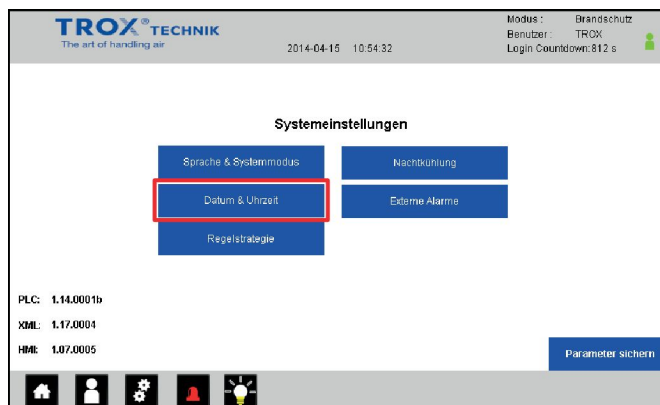 TROX® TECHNIK
The art of handling air
2014-04-15 10:54:32
Modus : Brandschutz
Benutzer : TROX
Login Countdown: 812 s
Systemeinstellungen
Sprache & Systemmodus
Nachtkühlung
Datum & Uhrzeit
Externe Alarme
Regelstrategie
PLC: 1.14.0001b
XML: 1.17.0004
HMI: 1.07.0005
Parameter sichern